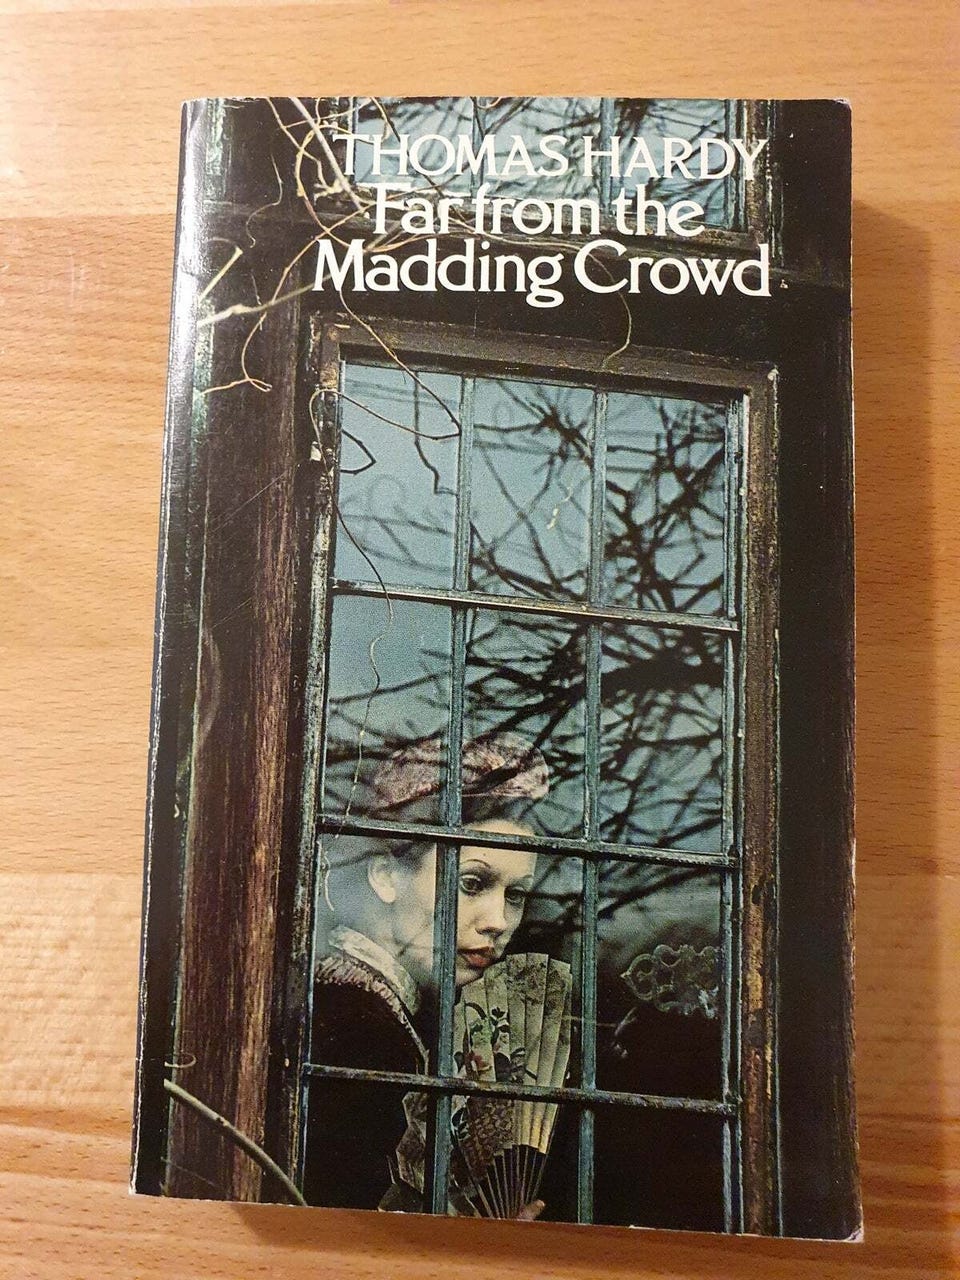 THOMAS HARDY
Far from the
Madding Crowd